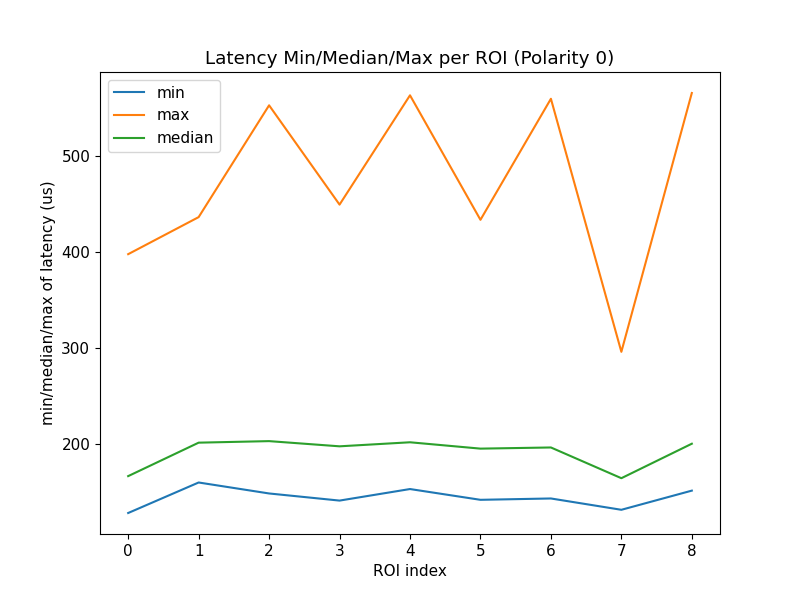 Latency Min/Median/Max per ROI (Polarity 0)
min
max
median
min/median/max of latency (us)
500
400
300
200
0 1 2 3 4 5 6 7 8
ROI index